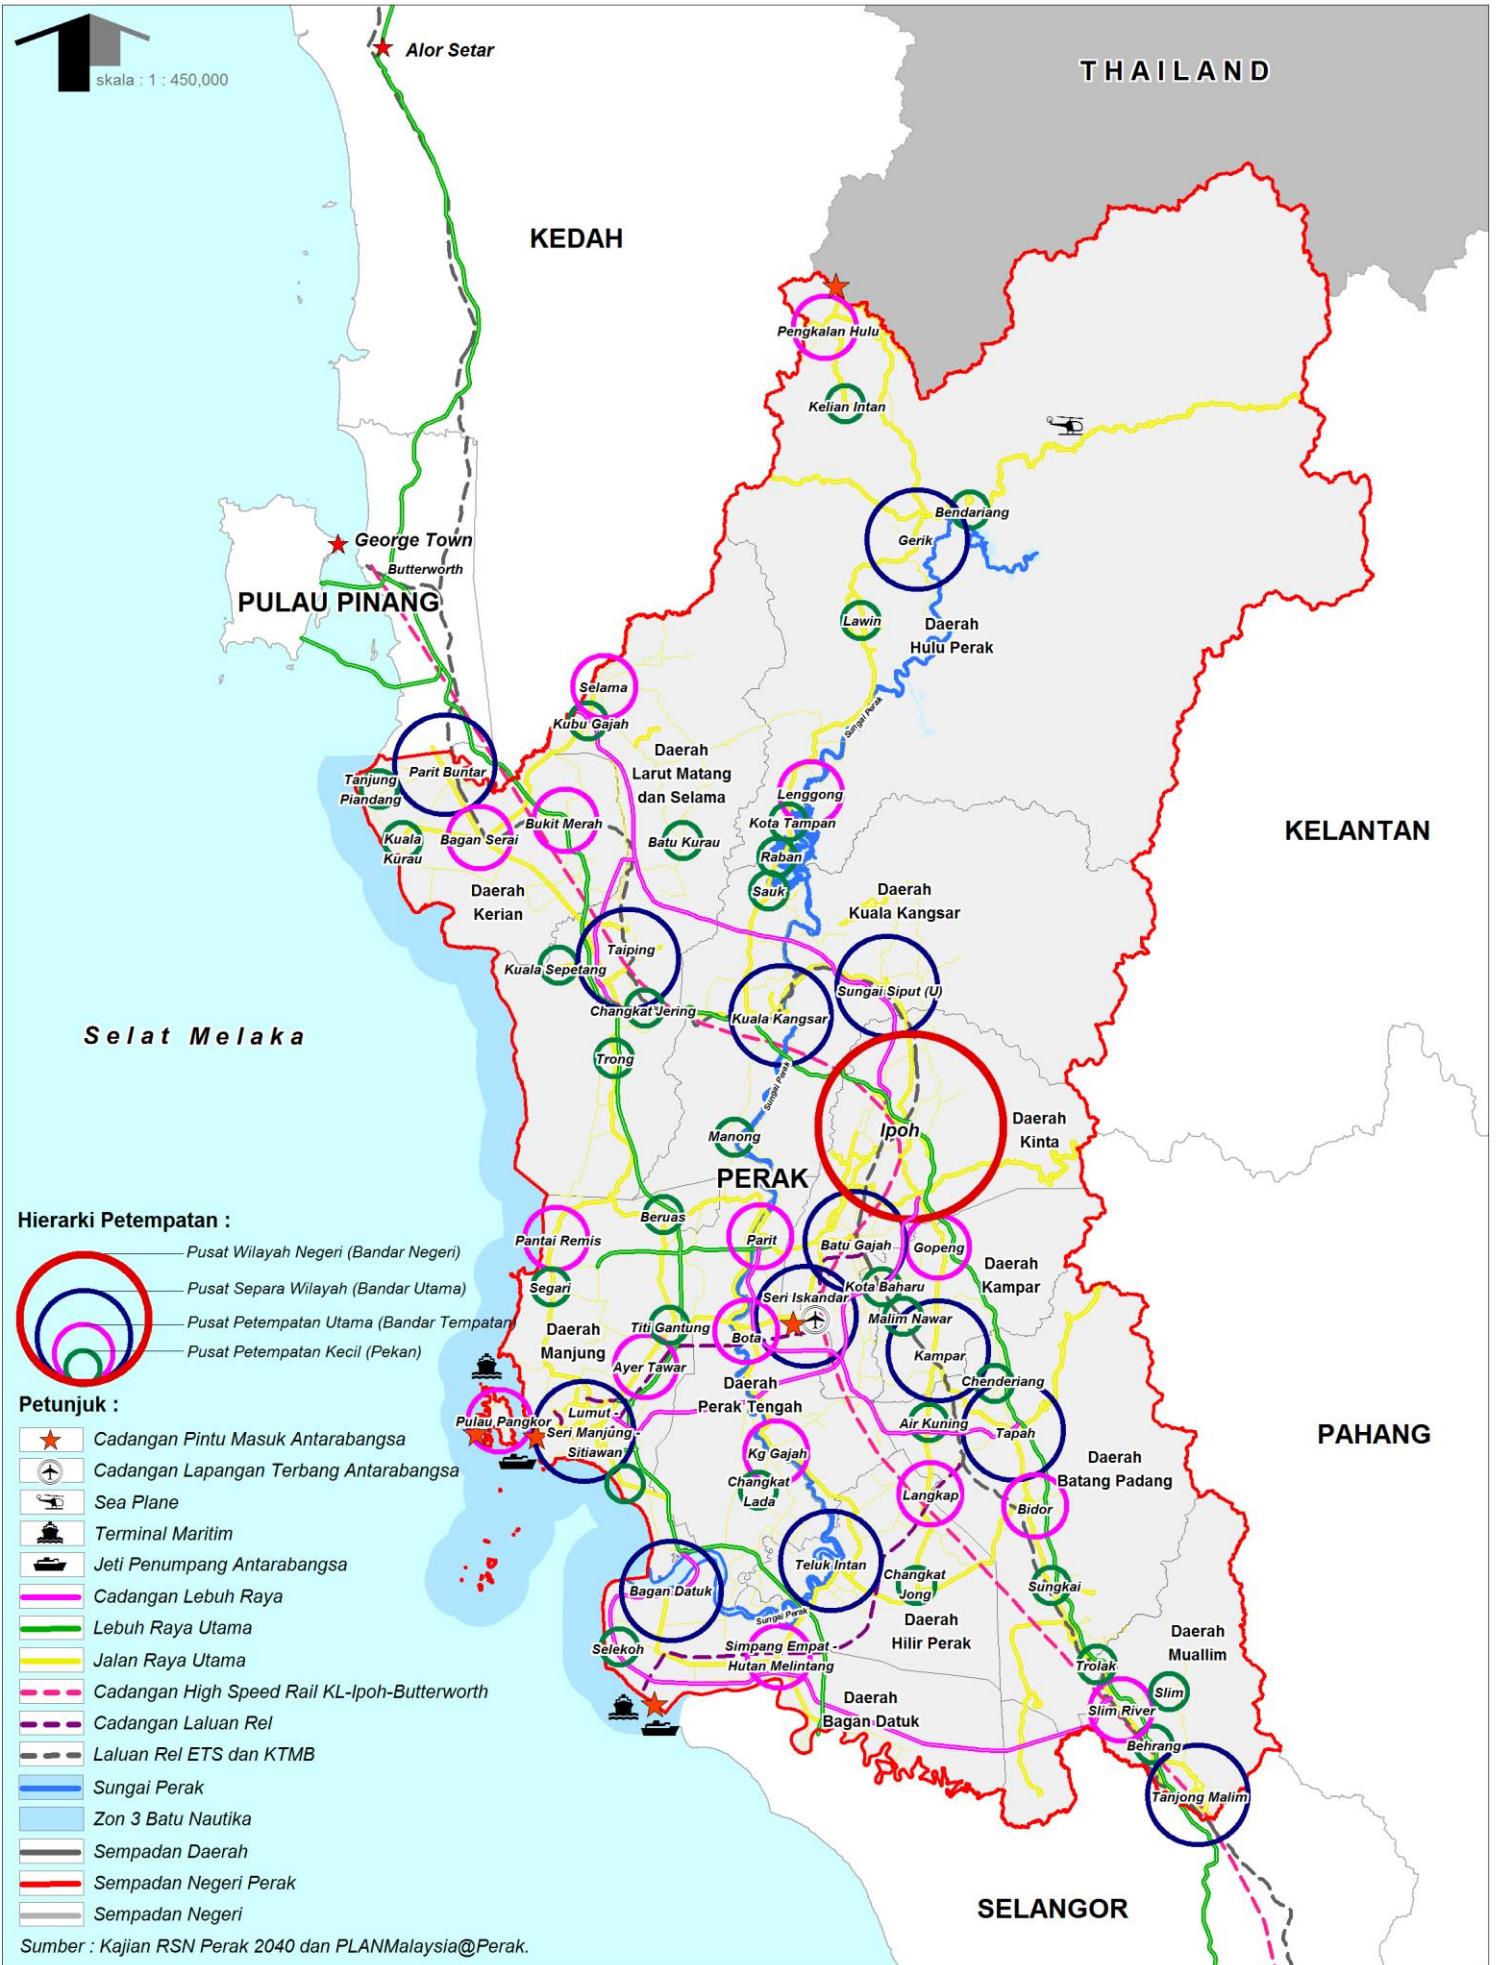 skala : 1 : 450,000
Alor Setar
THAILAND
KEDAH
Pengkalan Hulu
Kelian Intan
Bendariang
Gerik
George Town
Butterworth
PULAU PINANG
Lawin
Daerah
Hulu Perak
Selama
Sungai Perak
Kubu Gajah
Daerah
Larut Matang
dan Selama
Parit Buntar
Tanjung
Piandang
Lenggong
Kota Tampan
Bukit Merah
Bagan Serai
Kuala
Kurau
Batu Kurau
KELANTAN
Raban
Sauk
Daerah
Kerian
Daerah
Kuala Kangsar
Taiping
Kuala Sepetang
Sungai Siput (U)
Changkat Jering
Kuala Kangsar
Selat Melaka
Trong
Sungai Perak
Daerah
Kinta
Ipoh
Manong
PERAK
Beruas
Pantai Remis
Parit
Batu Gajah
Gopeng
Daerah
Kampar
Segari
Kota Baharu
Seri Iskandar
Malim Nawar
Titi Gantung
Bota
Daerah
Manjung
Kampar
Ayer Tawar
Chenderiang
Daerah
Perak Tengah
Pulau Pangkor
Lumut -
Seri Manjung -
Sitiawan
Air Kuning
Tapah
PAHANG
Kg Gajah
Daerah
Batang Padang
Changkat
Lada
Langkap
Bidor
Teluk Intan
Changkat
Jong
Bagan Datuk
Sungkai
Sungai Perak
Daerah
Hilir Perak
Selekoh
Simpang Empat -
Hutan Melintang
Daerah
Muallim
Trolak
Slim
Slim River
Daerah
Bagan Datuk
Behrang
Tanjong Malim
SELANGOR
Hierarki Petempatan :
Pusat Wilayah Negeri (Bandar Negeri)
Pusat Separa Wilayah (Bandar Utama)
Pusat Petempatan Utama (Bandar Tempatan)
Pusat Petempatan Kecil (Pekan)
Petunjuk :
Cadangan Pintu Masuk Antarabangsa
Cadangan Lapangan Terbang Antarabangsa
Sea Plane
Terminal Maritim
Jeti Penumpang Antarabangsa
Cadangan Lebuh Raya
Lebuh Raya Utama
Jalan Raya Utama
Cadangan High Speed Rail KL-Ipoh-Butterworth
Cadangan Laluan Rel
Laluan Rel ETS dan KTMB
Sungai Perak
Zon 3 Batu Nautika
Sempadan Daerah
Sempadan Negeri Perak
Sempadan Negeri
Sumber : Kajian RSN Perak 2040 dan PLANMalaysia@Perak.